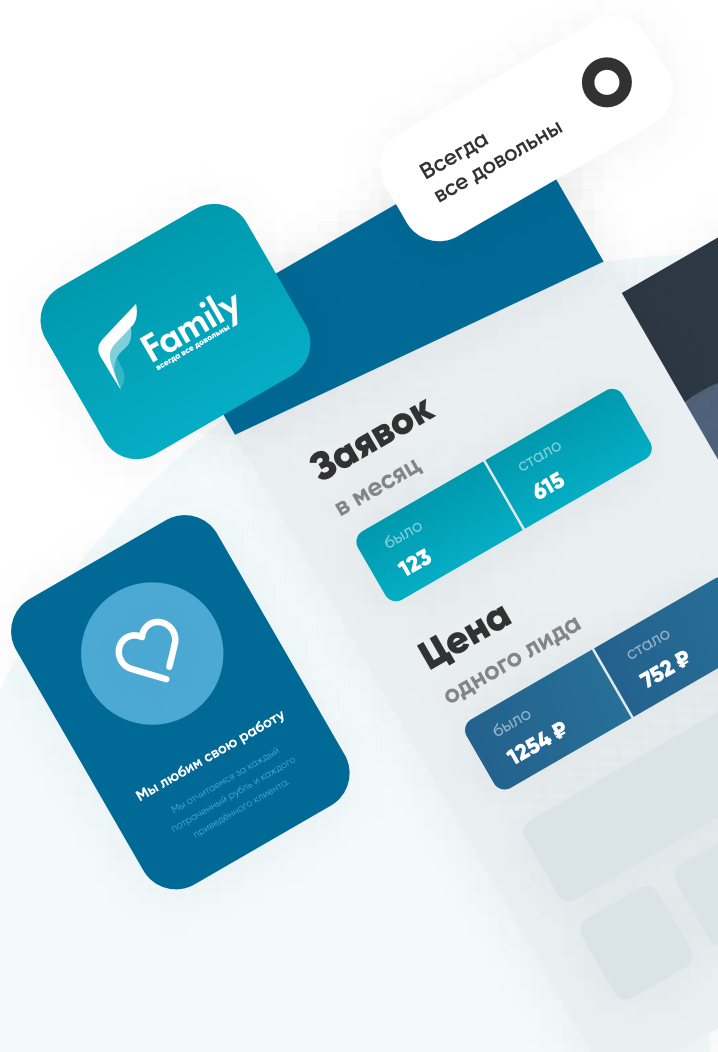 Всегда
все довольны
Family
всегда все довольны
Заявок
в месяц
было
123
стало
615
Цена
одного лида
было
1254 ₽
стало
752 ₽
Мы любим свою работу
Мы отчитаемся за каждый
потраченный рубль и каждого
приведённого клиента.